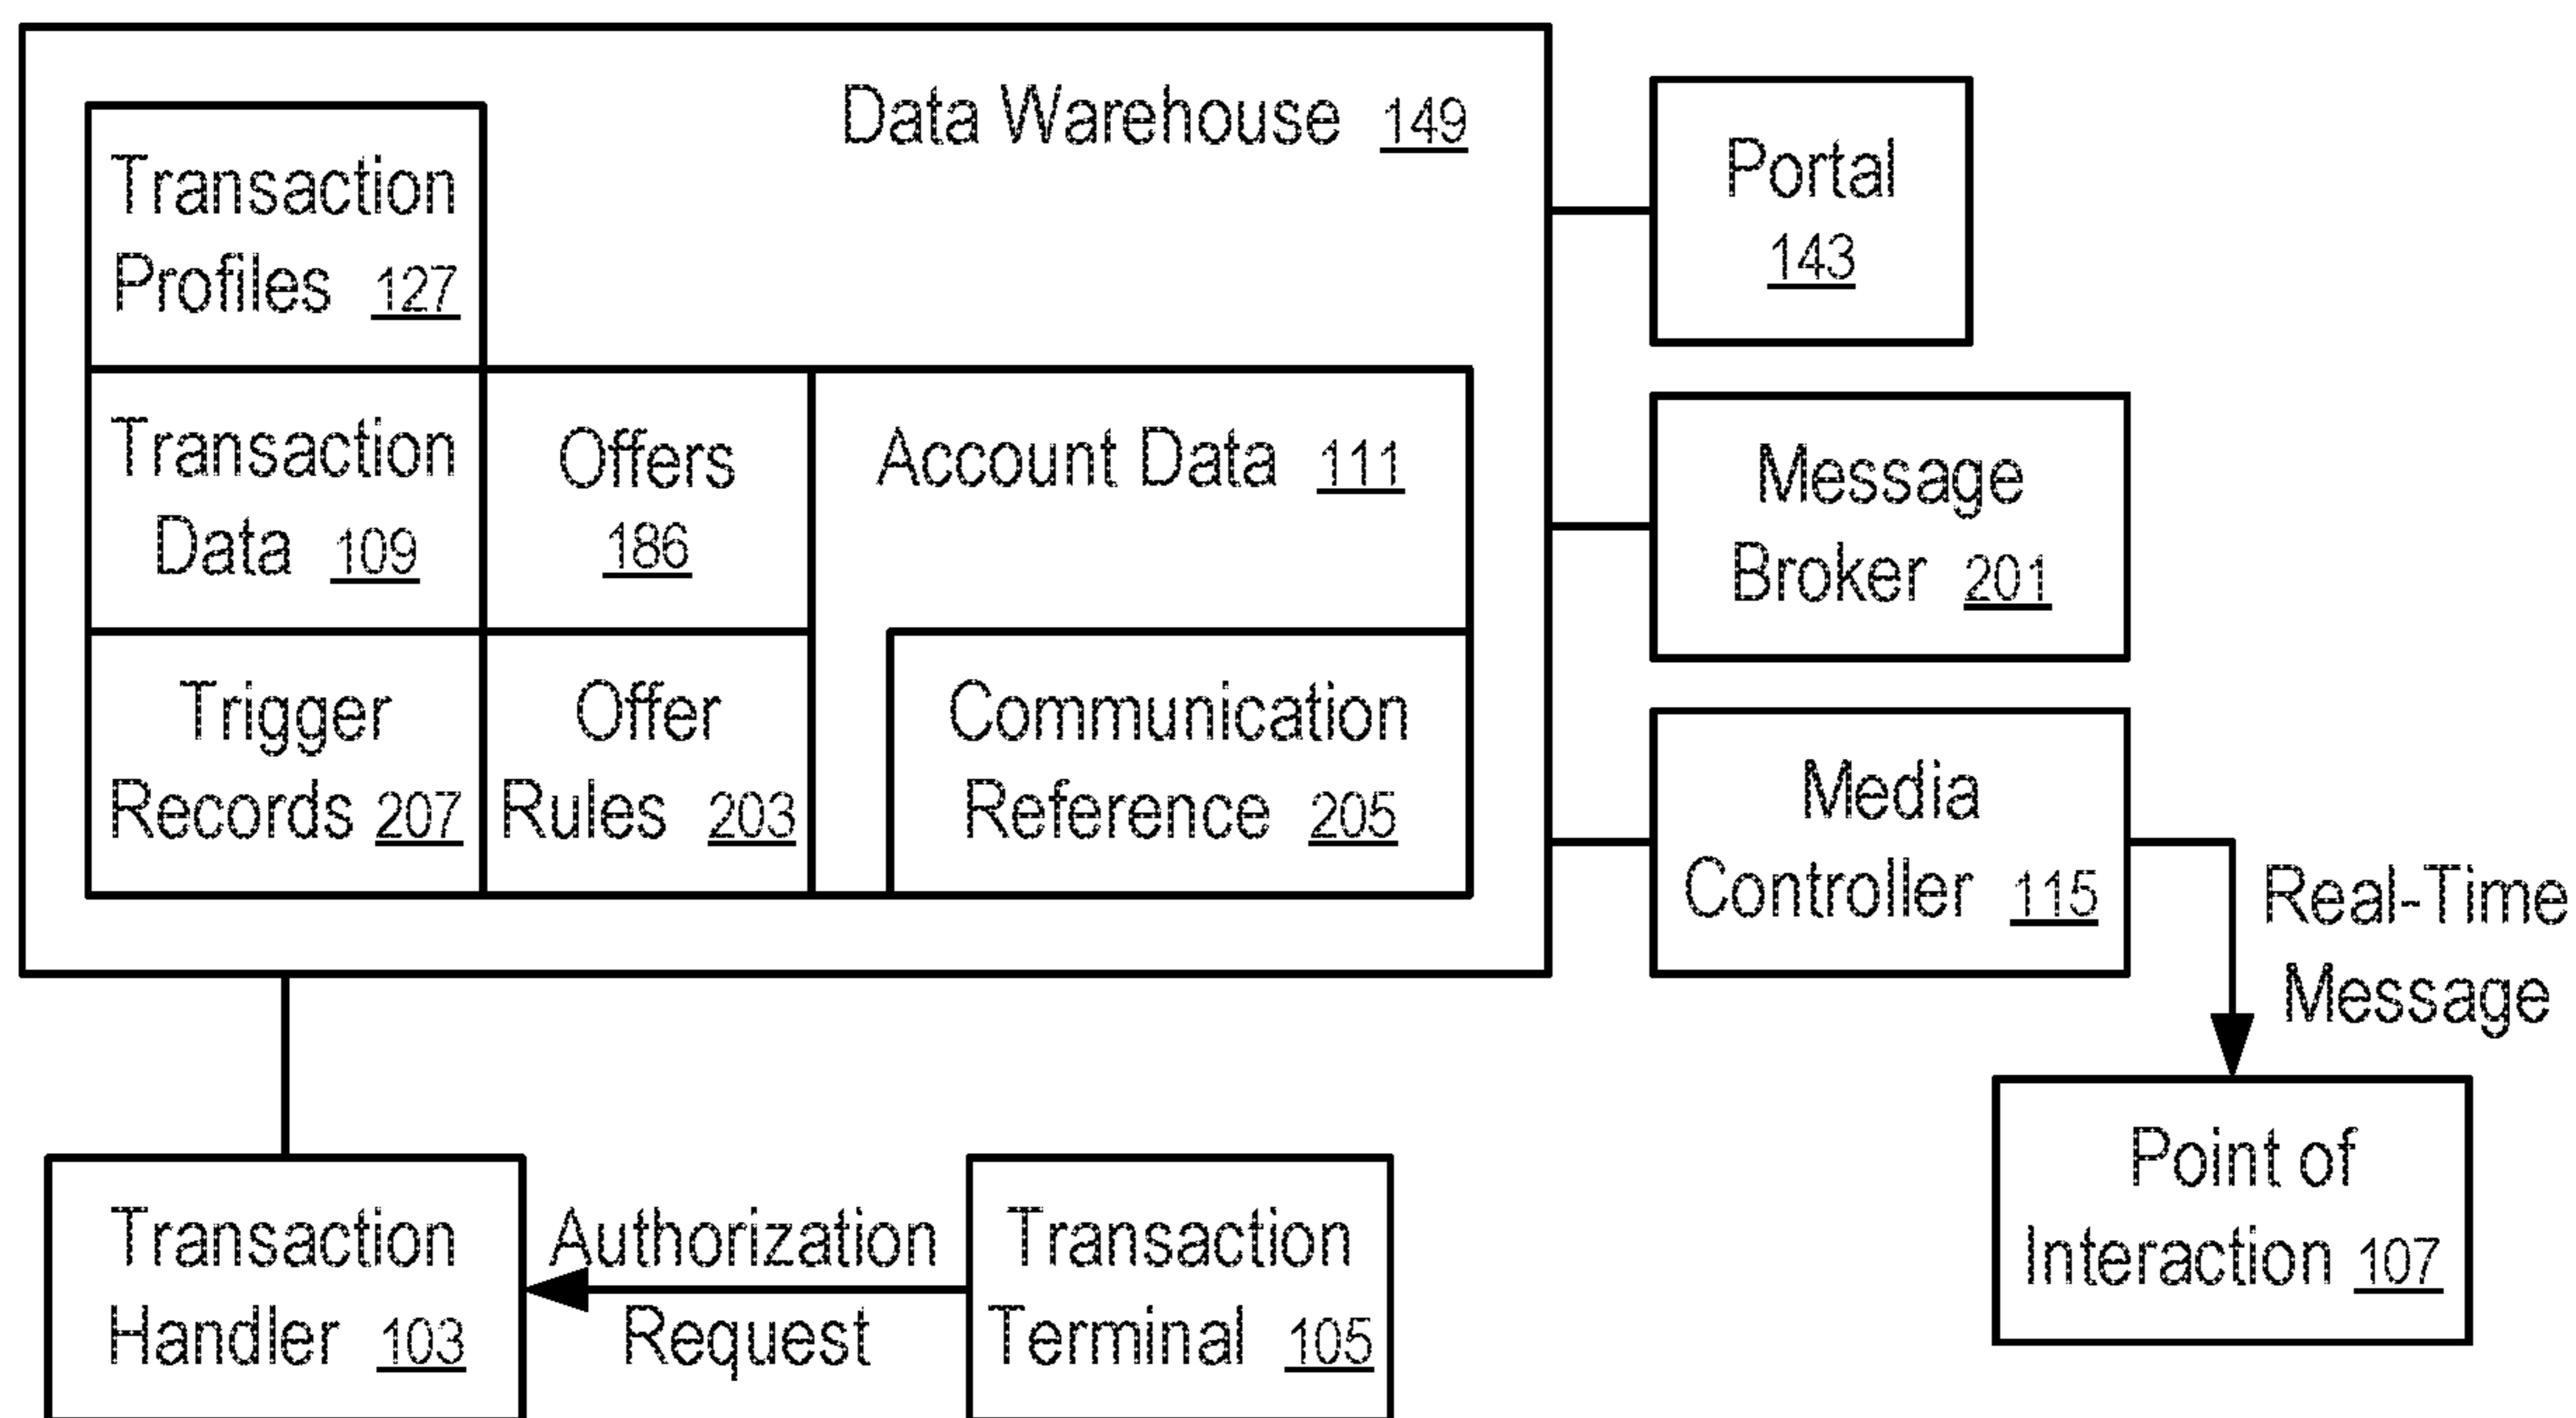 Data Warehouse 149
Transaction
Profiles 127
Transaction
Data 109
Offers
186
Account Data 111
Trigger
Records 207
Offer
Rules 203
Communication
Reference 205
Portal
143
Message
Broker 201
Media
Controller 115
Real-Time
Message
Point of
Interaction 107
Transaction
Handler 103
Authorization
Request
Transaction
Terminal 105